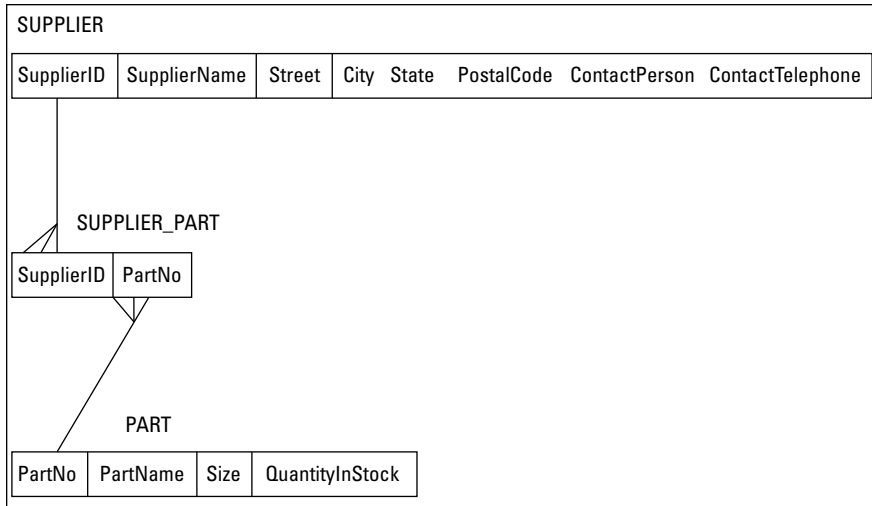 SUPPLIER
SupplierID SupplierName Street City State PostalCode ContactPerson ContactTelephone
SUPPLIER_PART
SupplierID PartNo
PART
PartNo PartName Size QuantityInStock